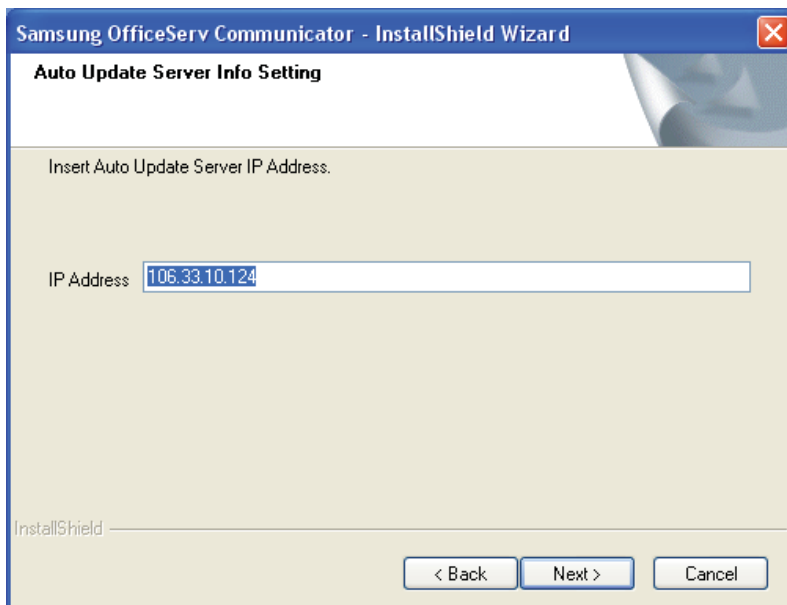 Samsung OfficeServ Communicator - InstallShield Wizard
Auto Update Server Info Setting
Insert Auto Update Server IP Address.
IP Address 106.33.10.124
InstallShield
< Back Next > Cancel